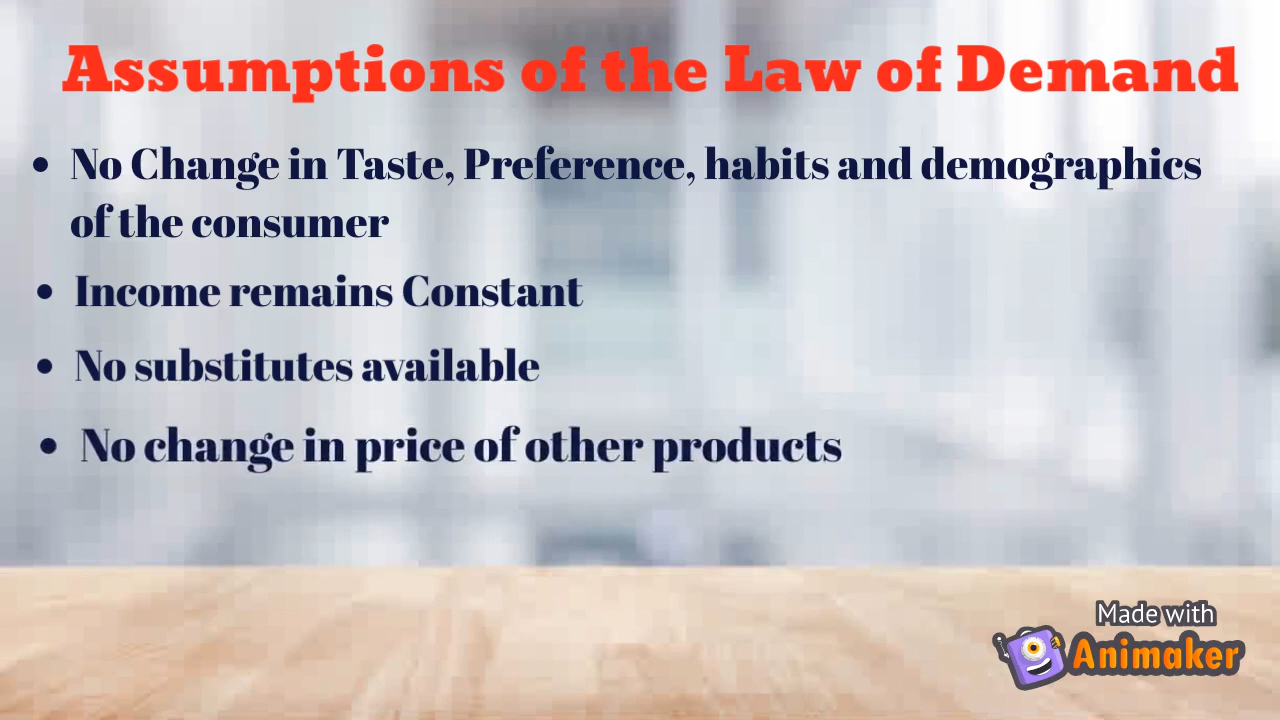 Assumptions of the Law of Demand
• No Change in Taste, Preference, habits and demographics
of the consumer
• Income remains Constant
• No substitutes available
• No change in price of other products
Made with
Animaker